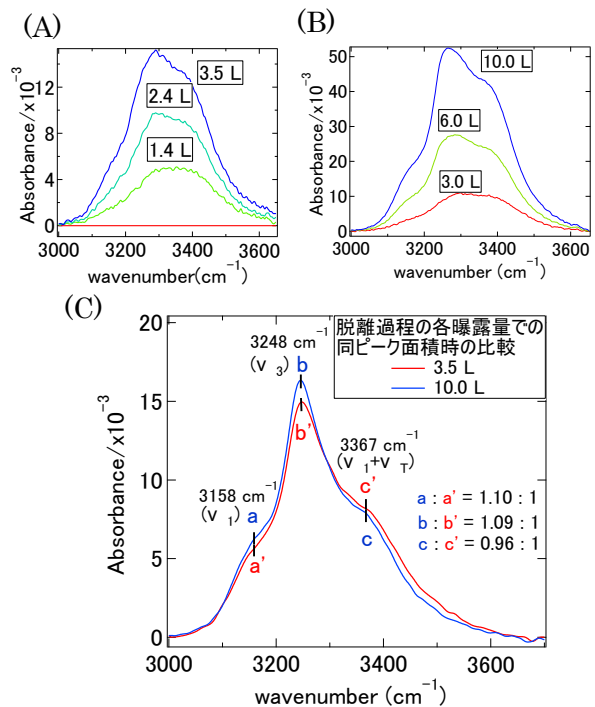 (A)
Absorbance/x10⁻³
12
8
4
0
3.5 L
2.4 L
1.4 L
3000
3200
3400
3600
wavenumber(cm⁻¹)
(B)
Absorbance/x10⁻³
50
40
30
20
10
0
10.0 L
6.0 L
3.0 L
3000
3200
3400
3600
wavenumber (cm⁻¹)
(C)
Absorbance/x10⁻³
20
15
10
5
0
脱離過程の各曝露量での
同ピーク面積時の比較
3.5 L
10.0 L
3248 cm⁻¹
(ν ₃)
b
b'
3367 cm⁻¹
(ν ₁+ν _T)
c'
c
3158 cm⁻¹
(ν ₁)
a
a'
a : a' = 1.10 : 1
b : b' = 1.09 : 1
c : c' = 0.96 : 1
3000
3200
3400
3600
wavenumber (cm⁻¹)